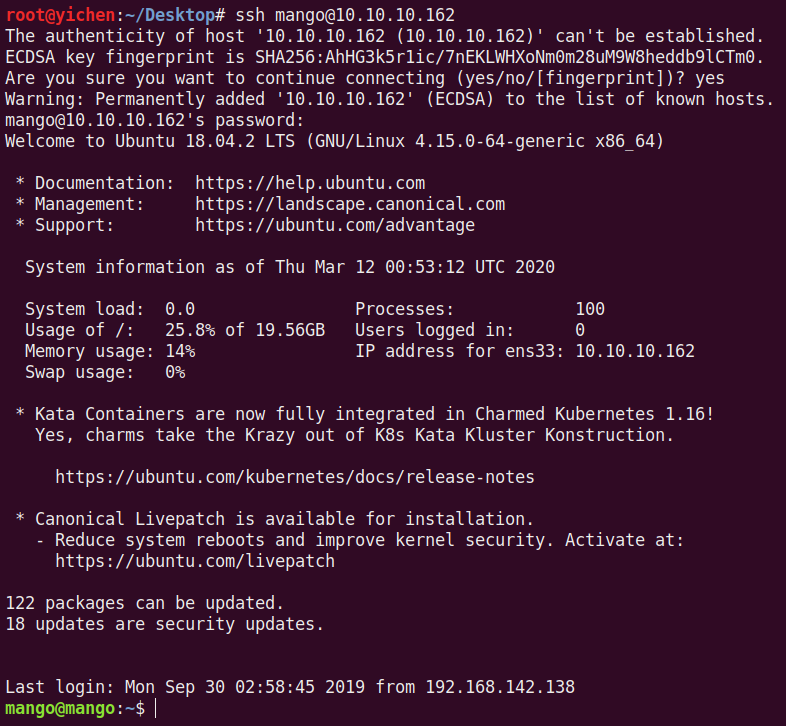 root@yichen:~/Desktop# ssh mango@10.10.10.162
The authenticity of host '10.10.10.162 (10.10.10.162)' can't be established.
ECDSA key fingerprint is SHA256:AhHG3k5r1ic/7nEKLWHXoNm0m28uM9W8heddb9lCTm0.
Are you sure you want to continue connecting (yes/no/[fingerprint])? yes
Warning: Permanently added '10.10.10.162' (ECDSA) to the list of known hosts.
mango@10.10.10.162's password:
Welcome to Ubuntu 18.04.2 LTS (GNU/Linux 4.15.0-64-generic x86_64)

 * Documentation:  https://help.ubuntu.com
 * Management:     https://landscape.canonical.com
 * Support:        https://ubuntu.com/advantage

  System information as of Thu Mar 12 00:53:12 UTC 2020

  System load:  0.0                Processes:            100
  Usage of /:   25.8% of 19.56GB   Users logged in:      0
  Memory usage: 14%                IP address for ens33: 10.10.10.162
  Swap usage:   0%

 * Kata Containers are now fully integrated in Charmed Kubernetes 1.16!
   Yes, charms take the Krazy out of K8s Kata Kluster Konstruction.

     https://ubuntu.com/kubernetes/docs/release-notes

 * Canonical Livepatch is available for installation.
   - Reduce system reboots and improve kernel security. Activate at:
     https://ubuntu.com/livepatch

122 packages can be updated.
18 updates are security updates.


Last login: Mon Sep 30 02:58:45 2019 from 192.168.142.138
mango@mango:~$